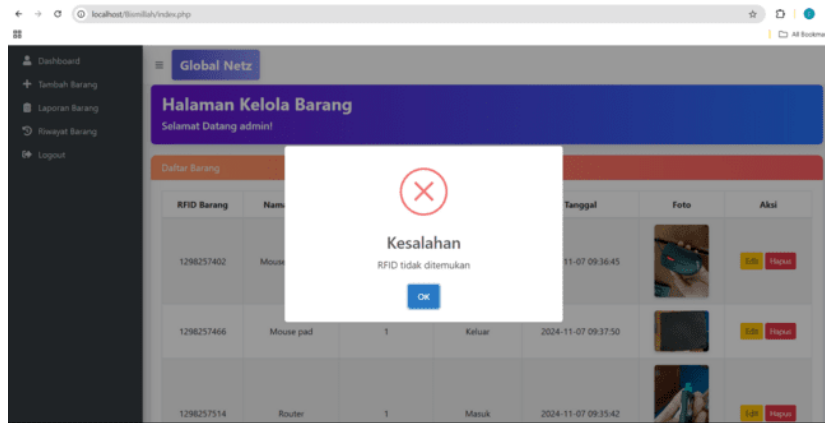 localhost/Bismillah/index.php
All Bookma
Dashboard
Tambah Barang
Laporan Barang
Riwayat Barang
Logout
Global Netz
Halaman Kelola Barang
Selamat Datang admin!
Daftar Barang
RFID Barang Nam Tanggal Foto Aksi
1298257402 Mouse 11-07 09:36:45 Edit Hapus
1298257466 Mouse pad 1 Keluar 2024-11-07 09:37:50 Edit Hapus
1298257514 Router 1 Masuk 2024-11-07 09:35:42 Edit Hapus
Kesalahan
RFID tidak ditemukan
OK